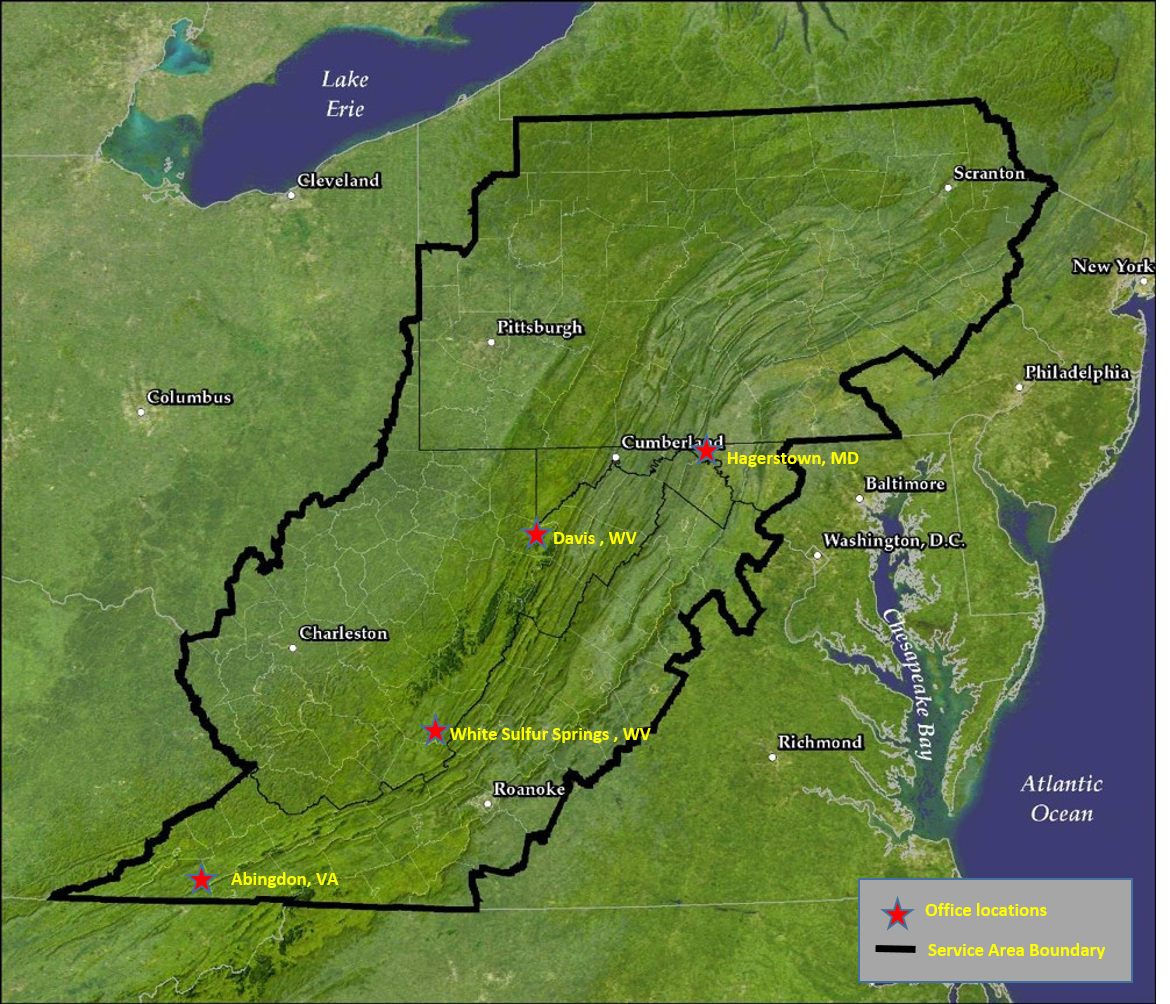 Lake
Erie
Cleveland
Scranton
New York
Pittsburgh
Philadelphia
Columbus
Cumberland
Hagerstown, MD
Baltimore
Davis , WV
Washington, D.C.
Charleston
Chesapeake Bay
White Sulfur Springs , WV
Richmond
Roanoke
Atlantic
Ocean
Abingdon, VA
Office locations
Service Area Boundary